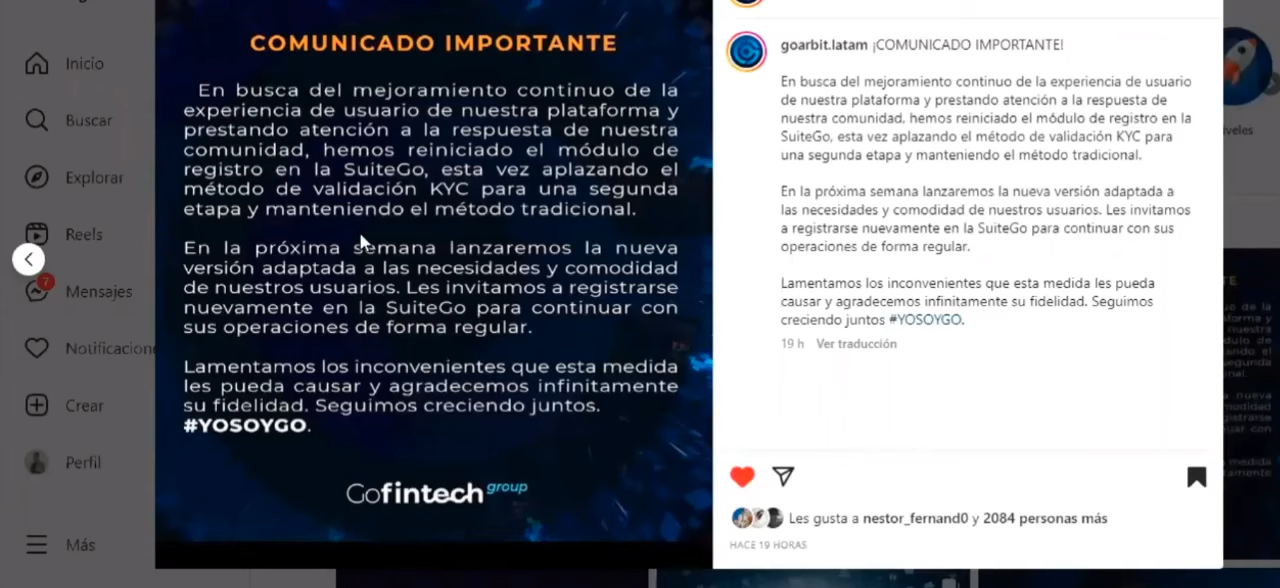 Inicio
Buscar
Explorar
Reels
7
Mensajes
Notificacione
Crear
Perfil
Más
COMUNICADO IMPORTANTE
En busca del mejoramiento continuo de la
experiencia de usuario de nuestra plataforma y
prestando atención a la respuesta de nuestra
comunidad, hemos reiniciado el módulo de
registro en la SuiteGo, esta vez aplazando el
método de validación KYC para una segunda
etapa y manteniendo el método tradicional.
En la próxima semana lanzaremos la nueva
versión adaptada a las necesidades y comodidad
de nuestros usuarios. Les invitamos a registrarse
nuevamente en la SuiteGo para continuar con
sus operaciones de forma regular.
Lamentamos los inconvenientes que esta medida
les pueda causar y agradecemos infinitamente
su fidelidad. Seguimos creciendo juntos.
#YOSOYGO.
Gofintech group
goarbit.latam ¡COMUNICADO IMPORTANTE!
En busca del mejoramiento continuo de la experiencia de usuario
de nuestra plataforma y prestando atención a la respuesta de
nuestra comunidad, hemos reiniciado el módulo de registro en la
SuiteGo, esta vez aplazando el método de validación KYC para
una segunda etapa y manteniendo el método tradicional.
En la próxima semana lanzaremos la nueva versión adaptada a
las necesidades y comodidad de nuestros usuarios. Les invitamos
a registrarse nuevamente en la SuiteGo para continuar con sus
operaciones de forma regular.
Lamentamos los inconvenientes que esta medida les pueda
causar y agradecemos infinitamente su fidelidad. Seguimos
creciendo juntos #YOSOYGO.
19 h Ver traducción
Les gusta a nestor_fernand0 y 2084 personas más
HACE 19 HORAS